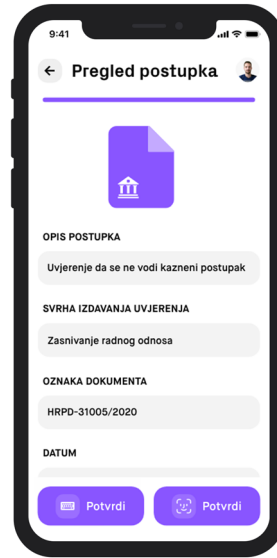 9:41
Pregled postupka
OPIS POSTUPKA
Uvjerenje da se ne vodi kazneni postupak
SVRHA IZDAVANJA UVJERENJA
Zasnivanje radnog odnosa
OZNAKA DOKUMENTA
HRPD-31005/2020
DATUM
Potvrdi
Potvrdi